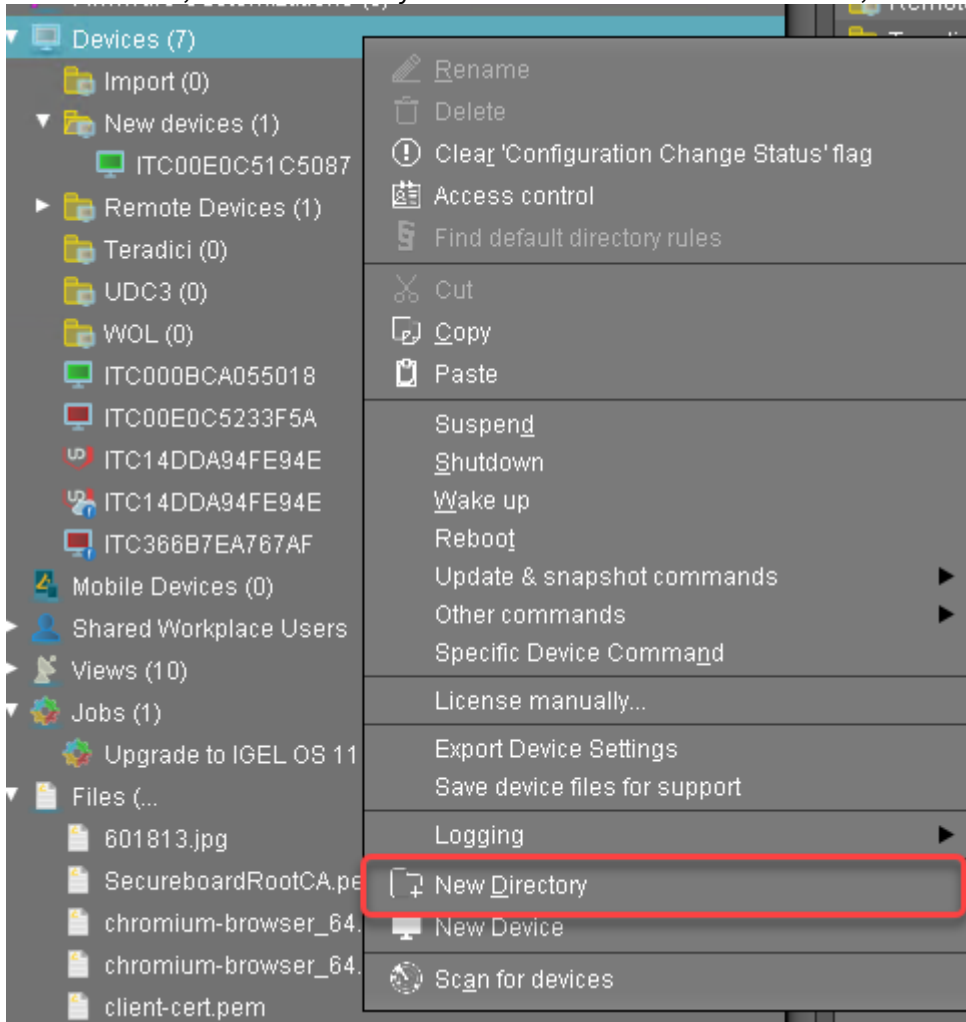 Devices (7)
Import (0)
New devices (1)
ITC00E0C51C5087
Remote Devices (1)
Teradici (0)
UDC3 (0)
WOL (0)
ITC000BCA055018
ITC00E0C5233F5A
ITC14DDA94FE94E
ITC14DDA94FE94E
ITC366B7EA767AF
Mobile Devices (0)
Shared Workplace Users
Views (10)
Jobs (1)
Upgrade to IGEL OS 11
Files (...
601813.jpg
SecureboardRootCA.pe
chromium-browser_64.
chromium-browser_64.
client-cert.pem
Rename
Delete
Clear 'Configuration Change Status' flag
Access control
Find default directory rules
Cut
Copy
Paste
Suspend
Shutdown
Wake up
Reboot
Update & snapshot commands
Other commands
Specific Device Command
License manually...
Export Device Settings
Save device files for support
Logging
New Directory
New Device
Scan for devices